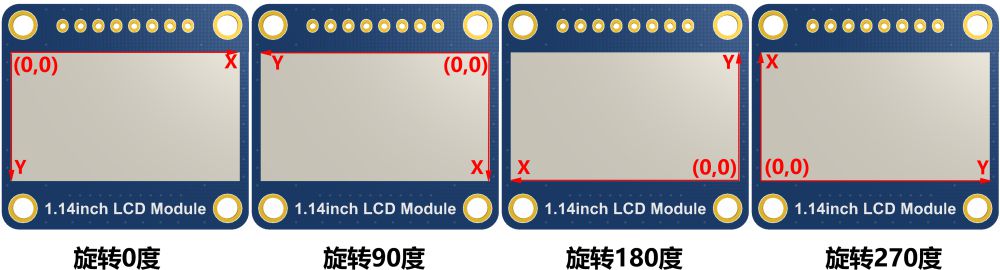 (0,0) X
Y
1.14inch LCD Module
旋转0度
Y (0,0)
X
1.14inch LCD Module
旋转90度
Y
X (0,0)
1.14inch LCD Module
旋转180度
X
(0,0) Y
1.14inch LCD Module
旋转270度